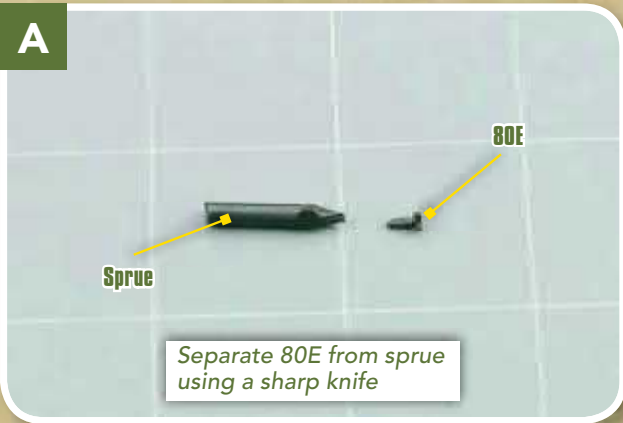 A
80E
Sprue
Separate 80E from sprue
using a sharp knife